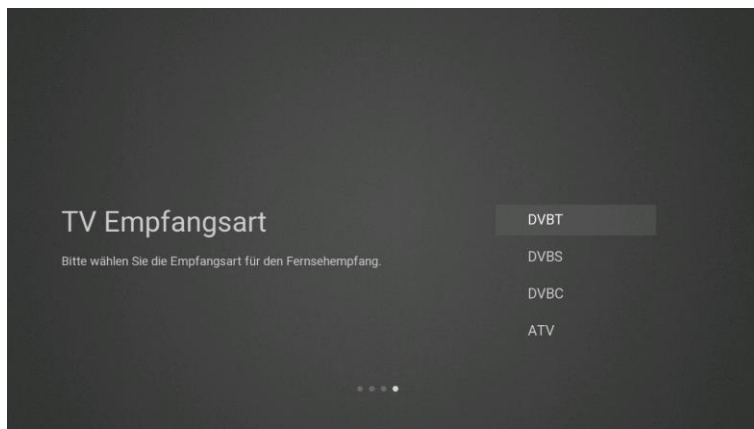 TV Empfangsart
Bitte wählen Sie die Empfangsart für den Fernsehempfang.
DVBT
DVBS
DVBC
ATV